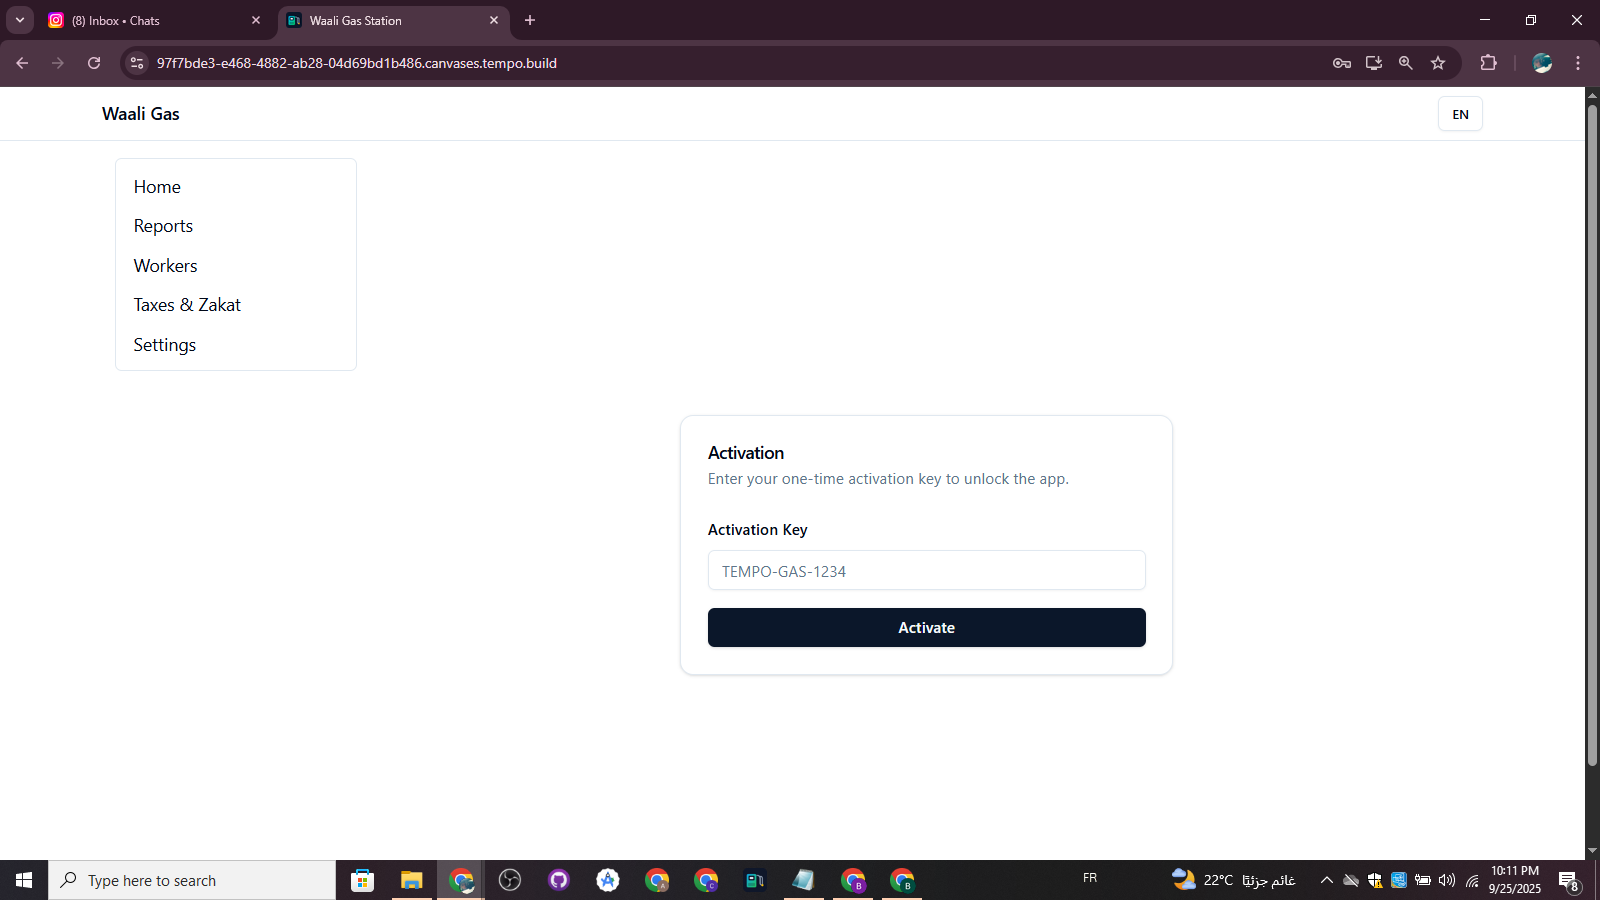 (8) Inbox • Chats
Waali Gas Station
97f7bde3-e468-4882-ab28-04d69bd1b486.canvases.tempo.build
Waali Gas
EN
Home
Reports
Workers
Taxes & Zakat
Settings
Activation
Enter your one-time activation key to unlock the app.
Activation Key
TEMPO-GAS-1234
Activate
Type here to search
FR
22°C غائم جزئيًا
10:11 PM
9/25/2025
8